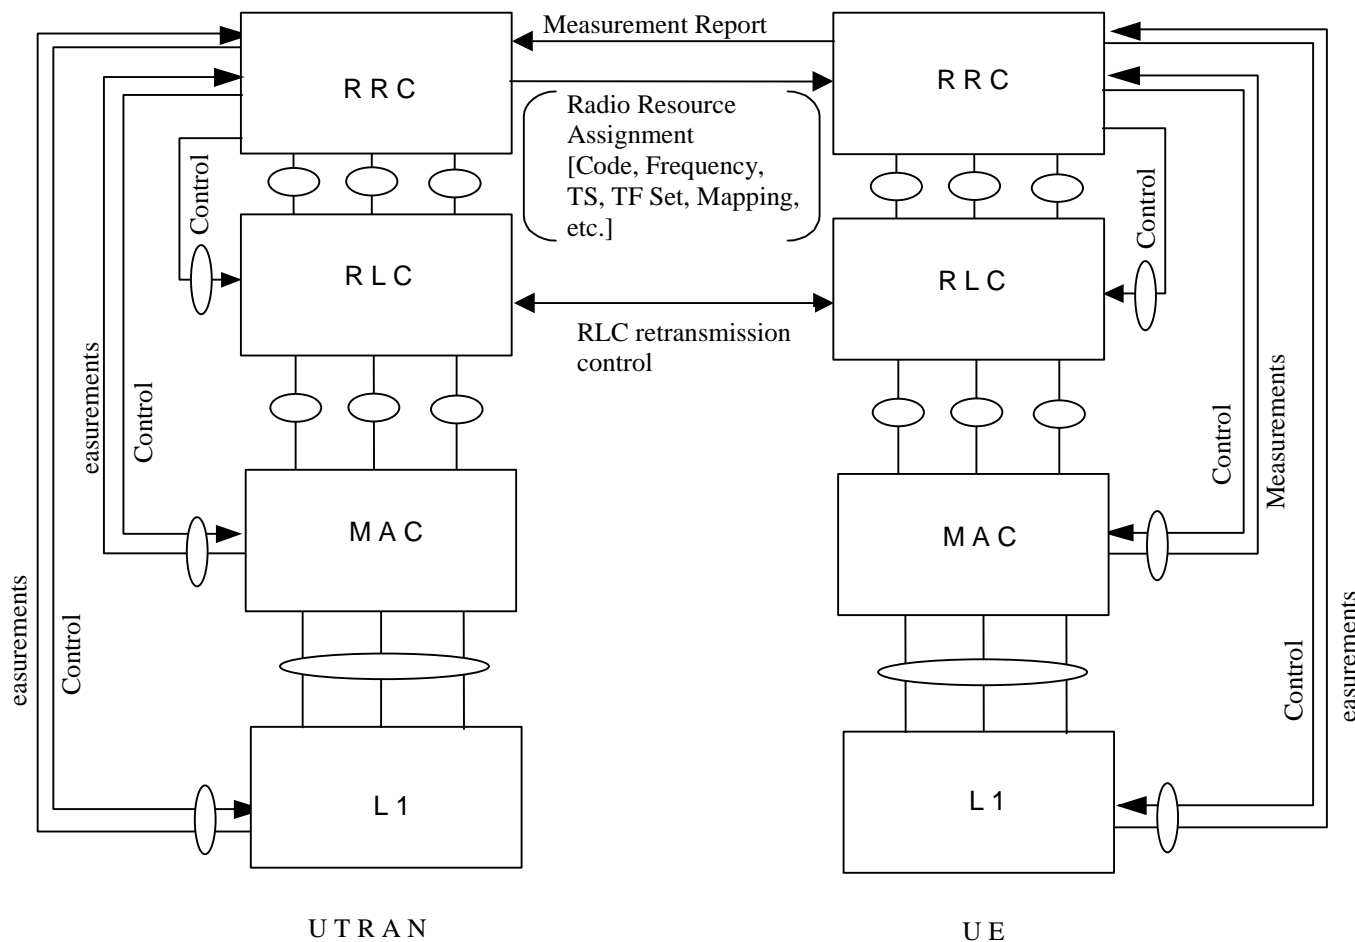 Measurement Report
R R C
R R C
Radio Resource
Assignment
[Code, Frequency,
TS, TF Set, Mapping,
etc.]
Control
Control
R L C
R L C
RLC retransmission
control
easurements
Control
Control
Measurements
M A C
M A C
easurements
Control
Control
easurements
L 1
L 1
U T R A N
U E